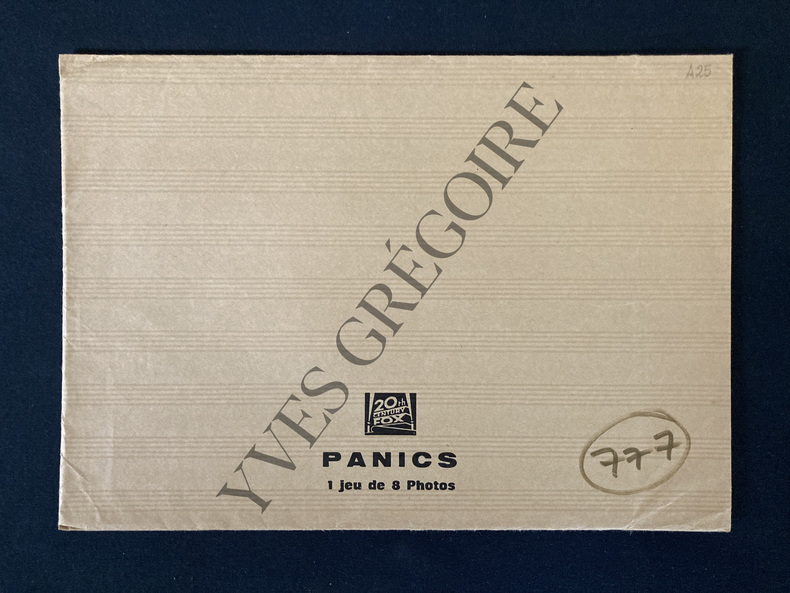 A25
YVES GRÉGOIRE
20th
CENTURY
FOX
PANICS
1 jeu de 8 Photos
777